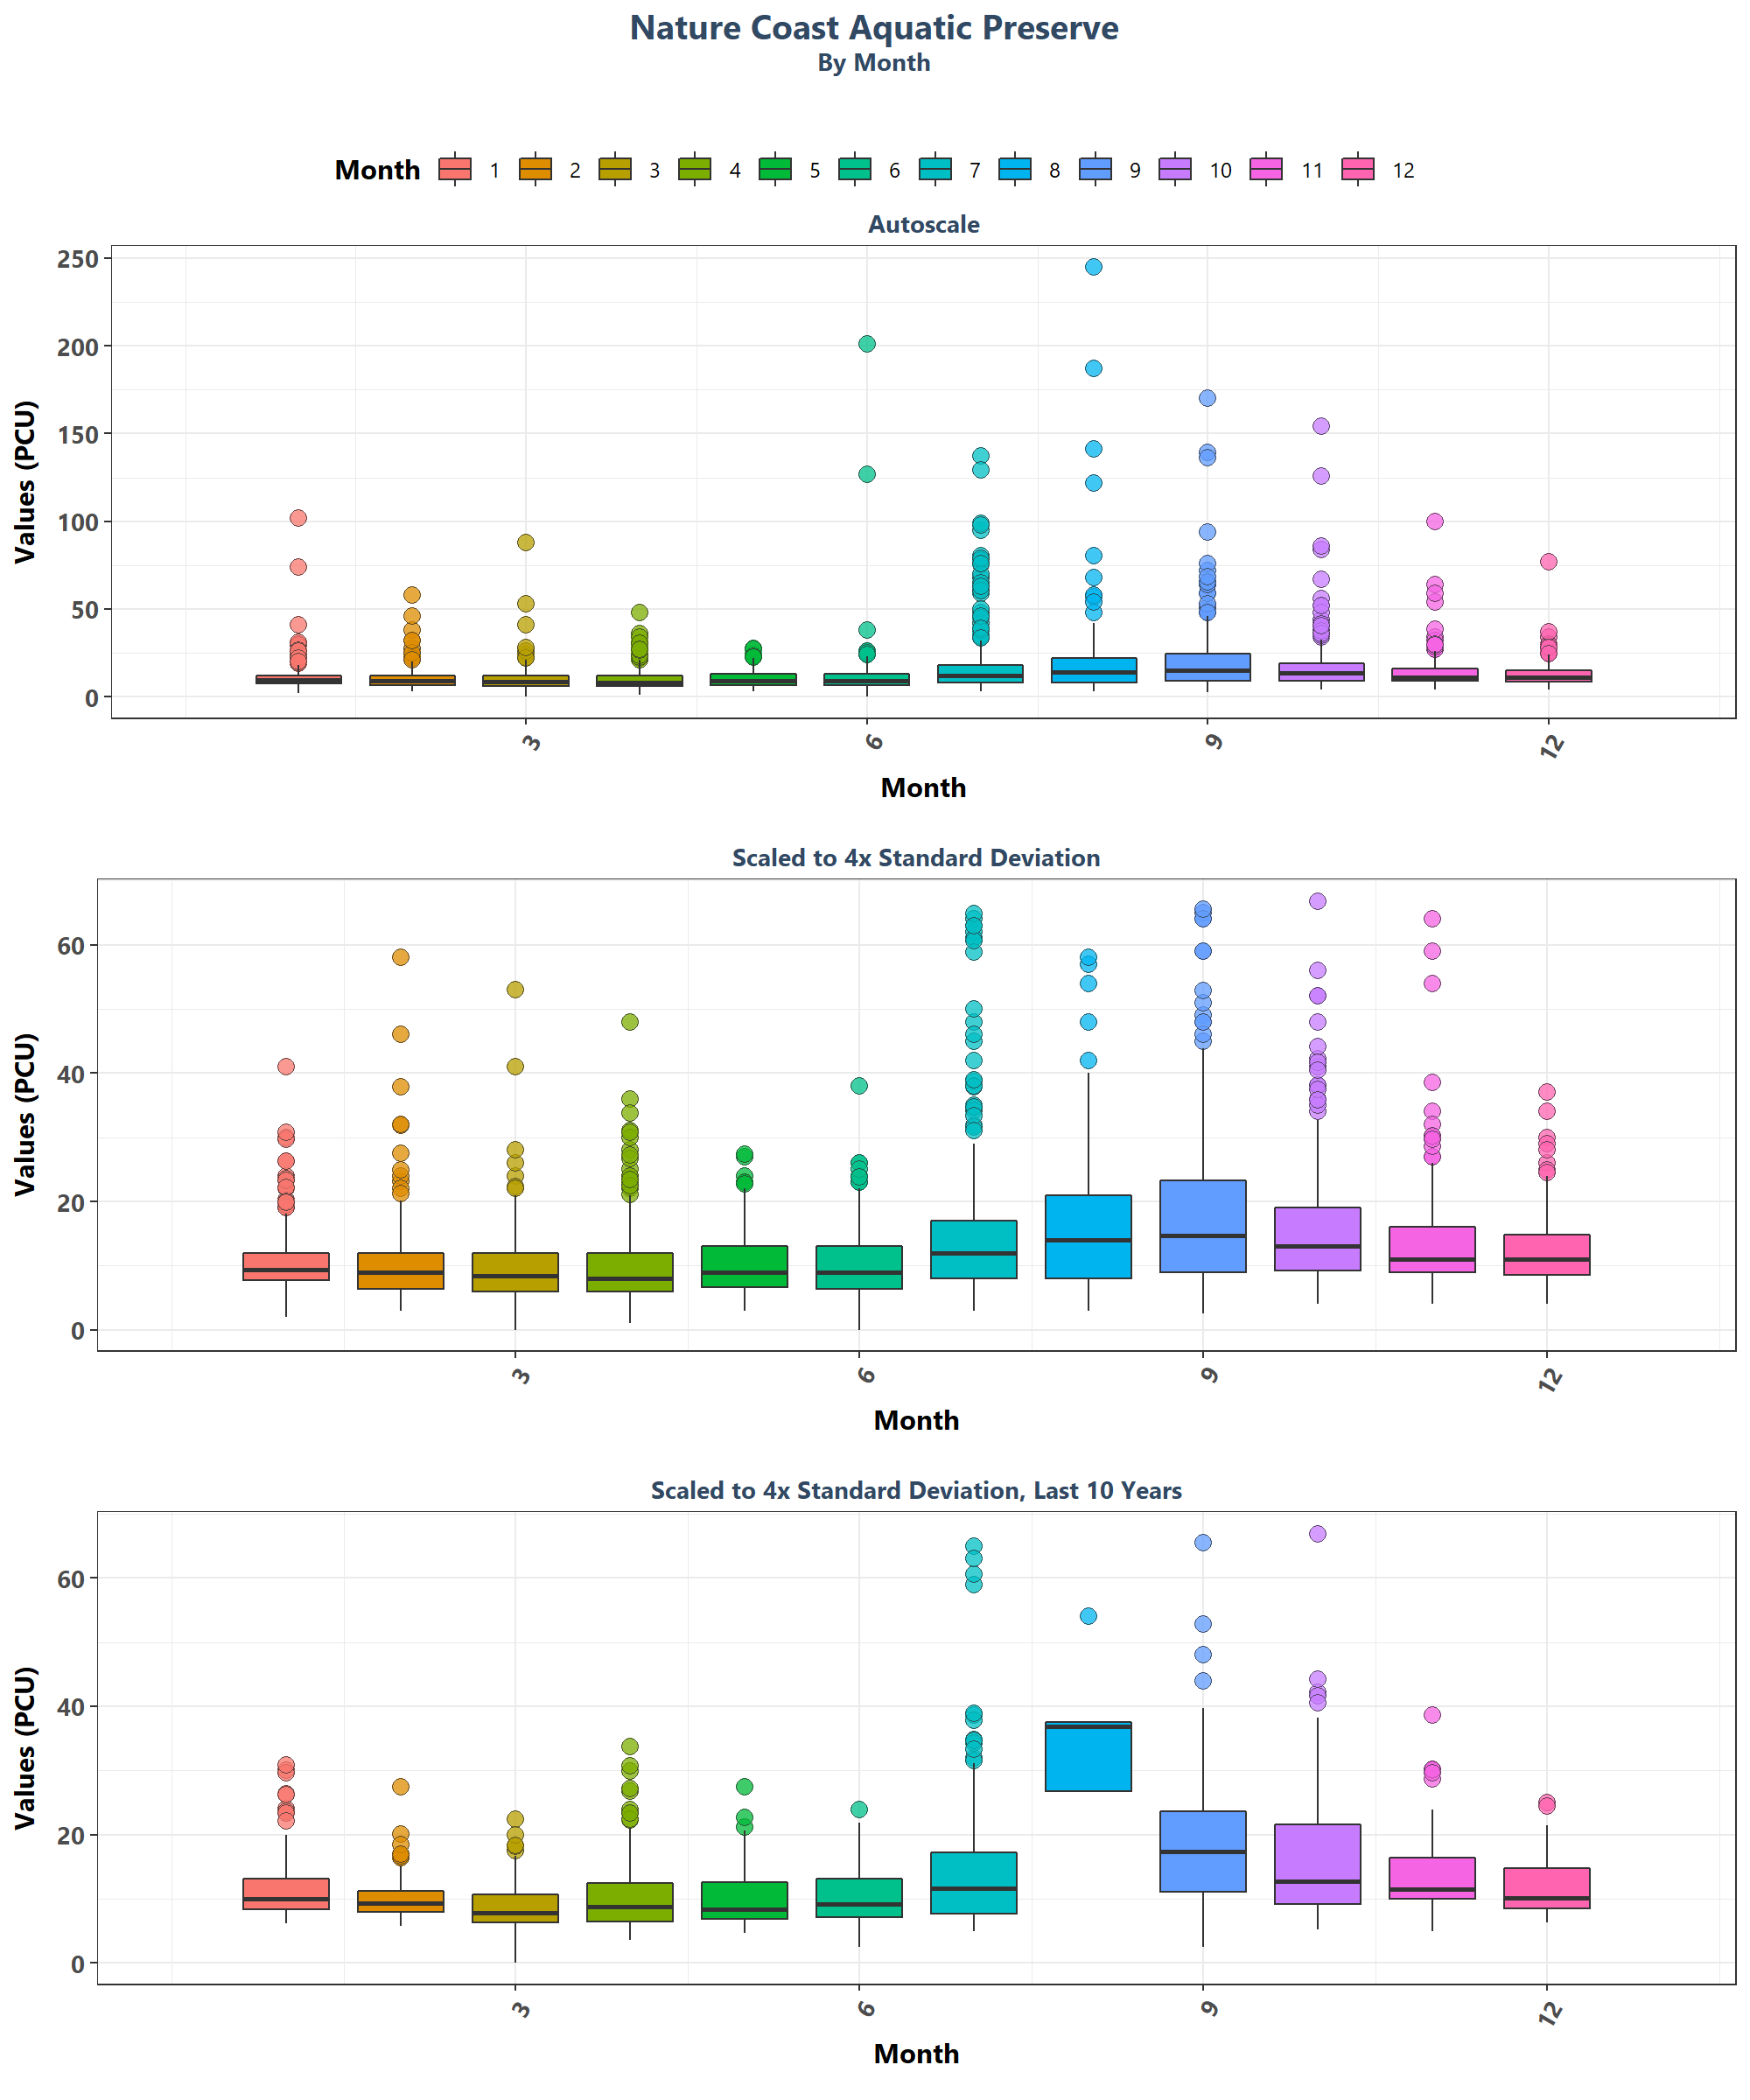 Nature Coast Aquatic Preserve
By Month
Month 1 2 3 4 5 6 7 8 9 10 11 12
Autoscale
Values (PCU)
250
200
150
100
50
0
3 6 9 12
Month
Scaled to 4x Standard Deviation
Values (PCU)
60
40
20
0
3 6 9 12
Month
Scaled to 4x Standard Deviation, Last 10 Years
Values (PCU)
60
40
20
0
3 6 9 12
Month